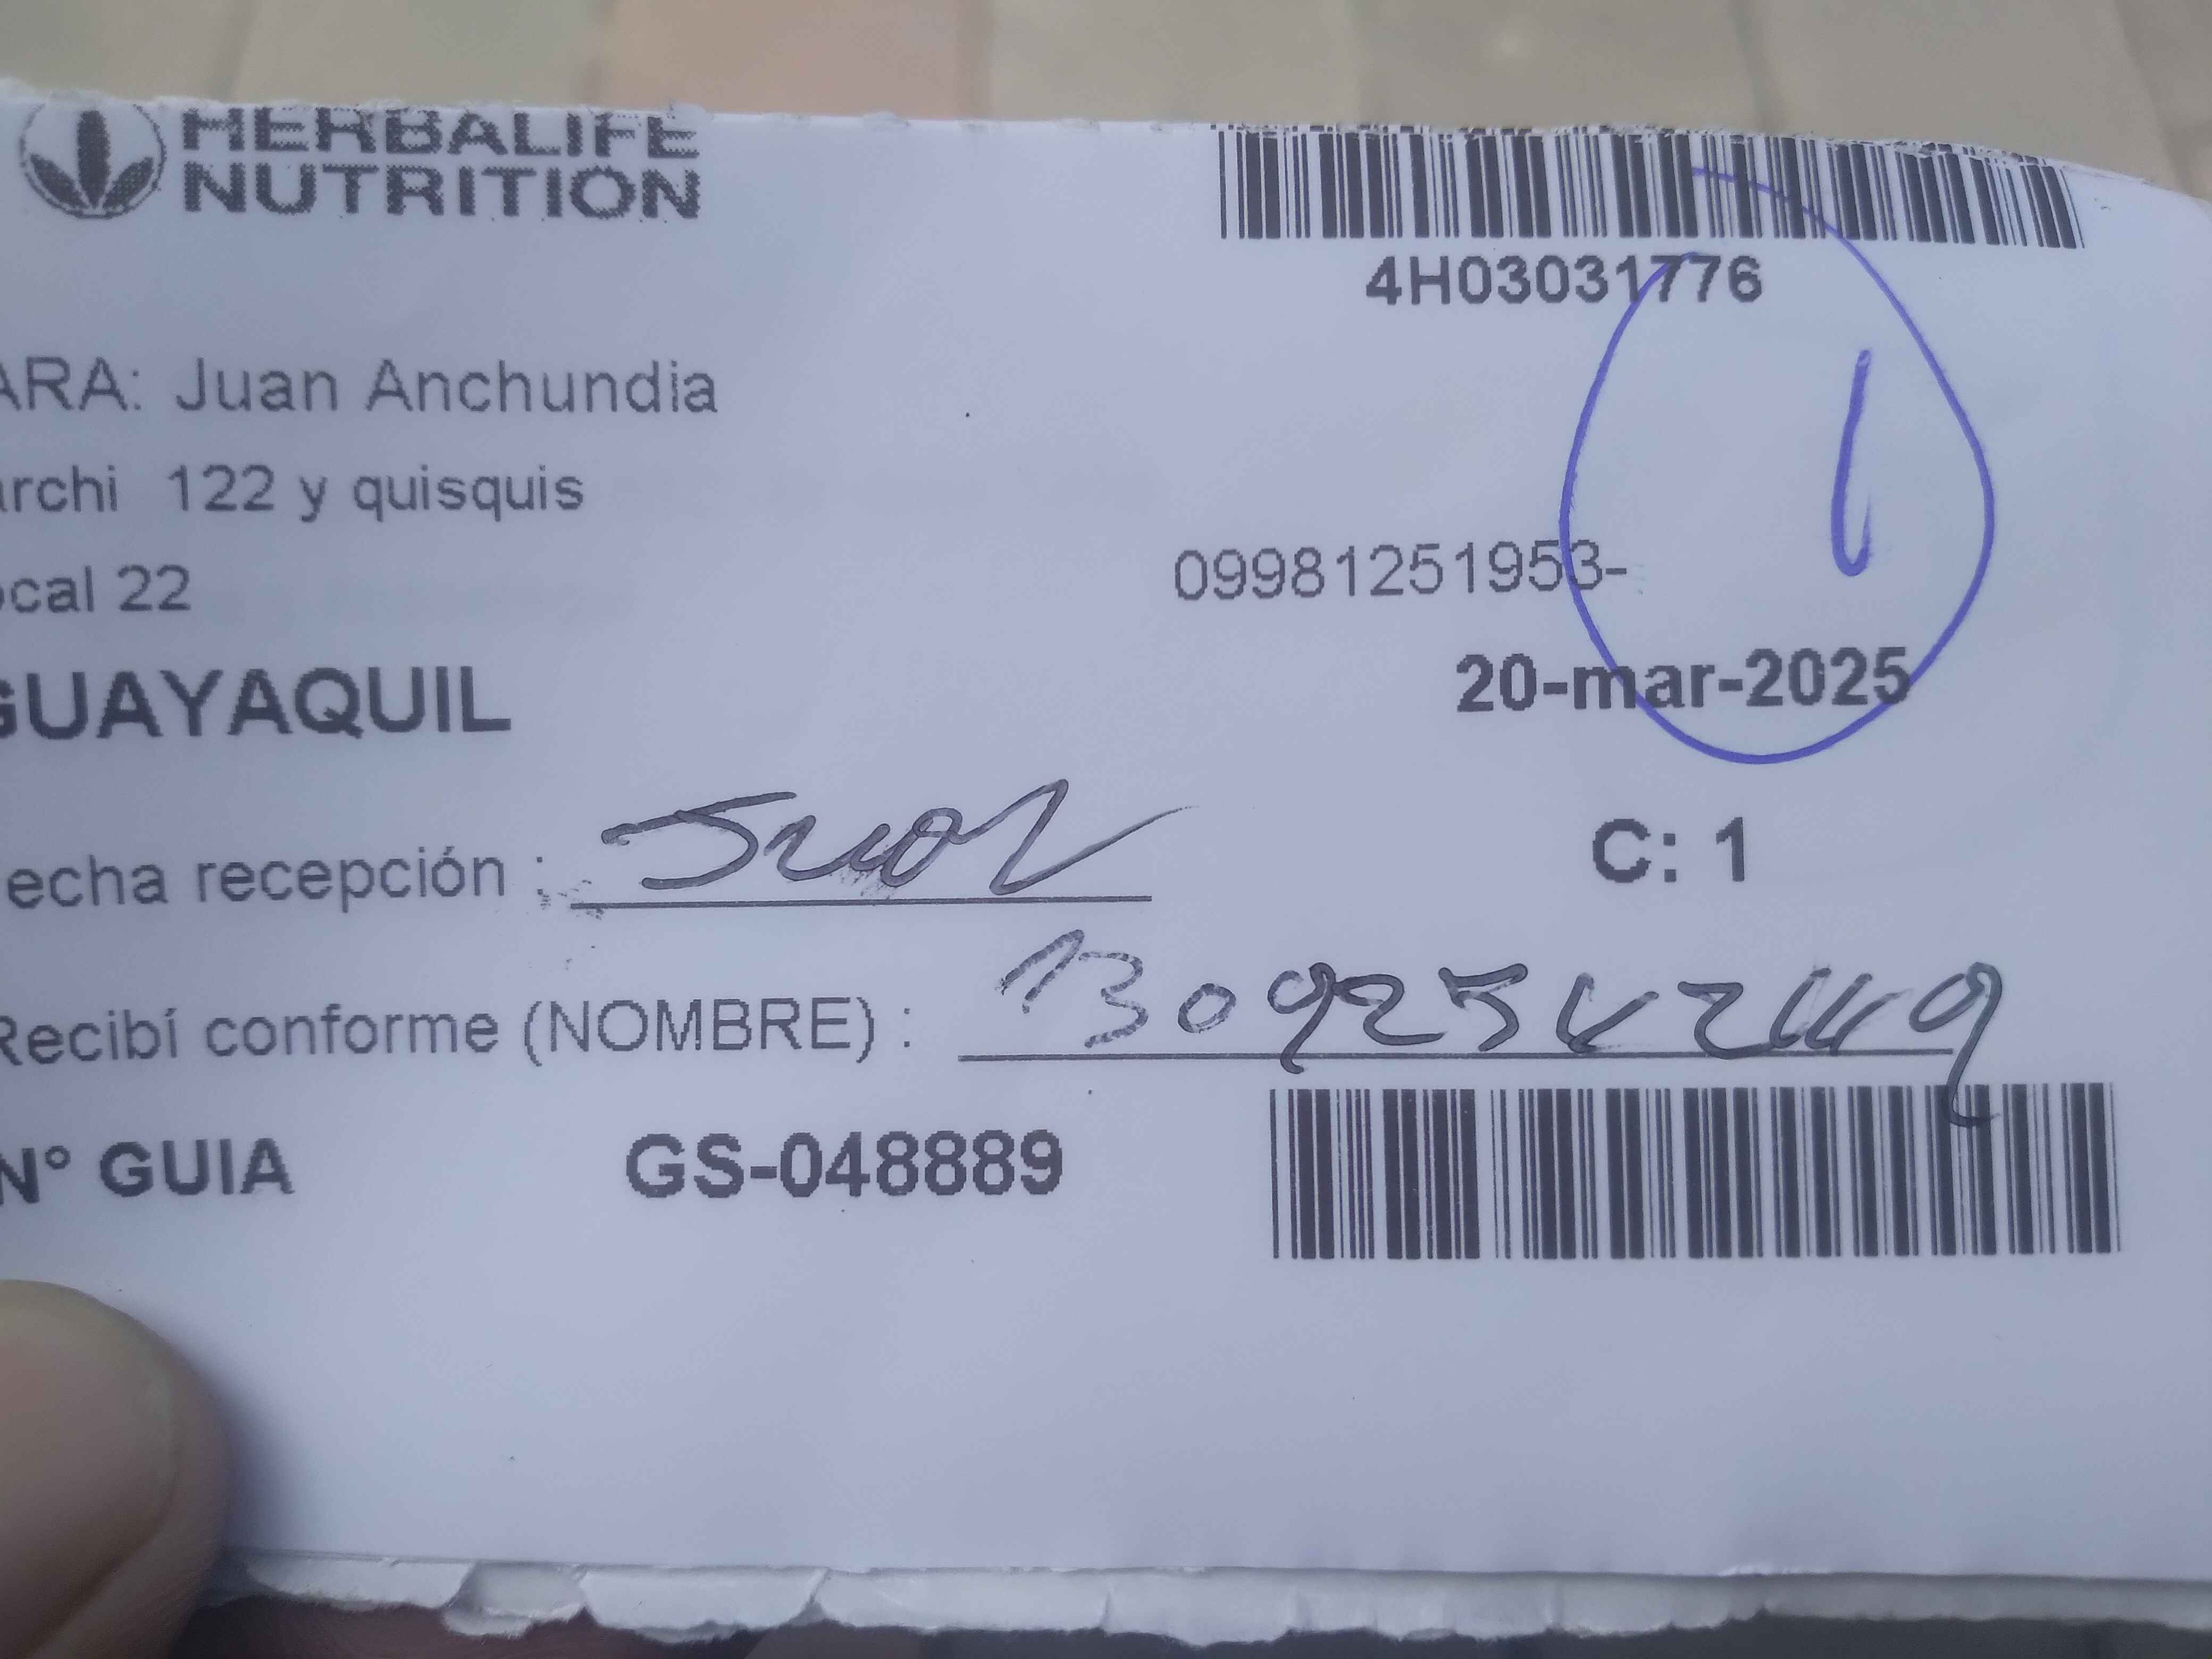 HERBALIFE
NUTRITION
4H03031776
ARA: Juan Anchundia
archi 122 y quisquis
ocal 22
09981251953-
GUAYAQUIL
20-mar-2025
echa recepción :
C: 1
Recibí conforme (NOMBRE) :
N° GUIA GS-048889